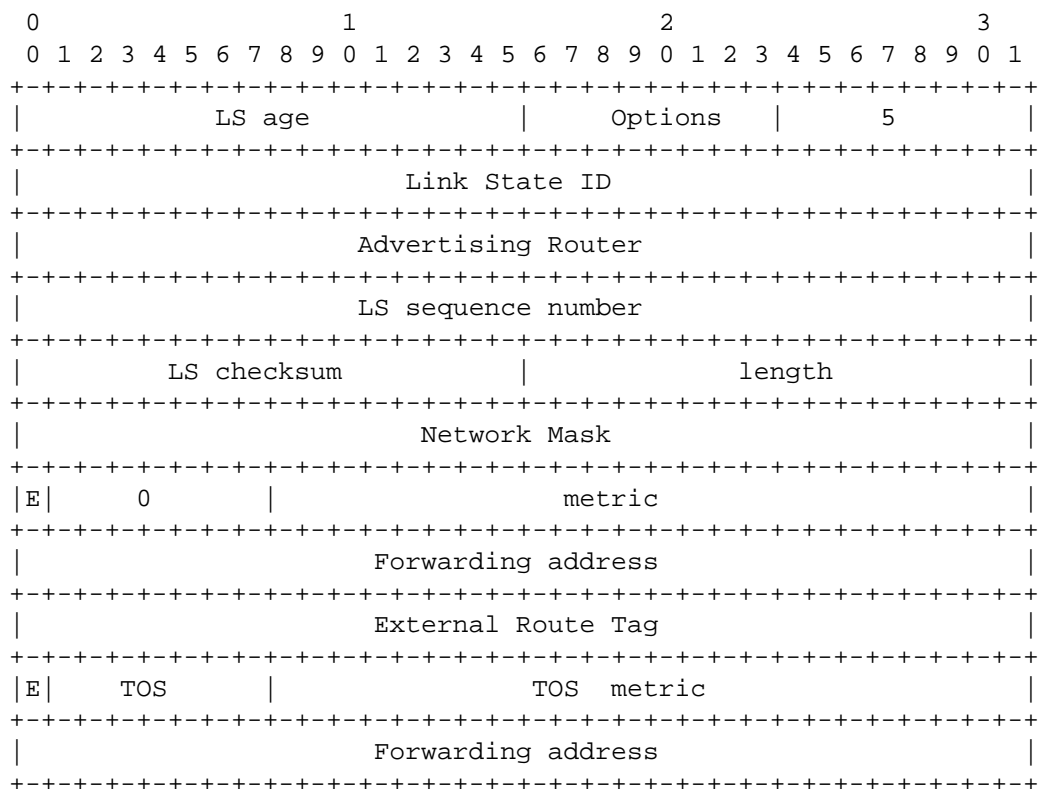 0                   1                   2                   3
 0 1 2 3 4 5 6 7 8 9 0 1 2 3 4 5 6 7 8 9 0 1 2 3 4 5 6 7 8 9 0 1
+-+-+-+-+-+-+-+-+-+-+-+-+-+-+-+-+-+-+-+-+-+-+-+-+-+-+-+-+-+-+-+-+
|            LS age             |     Options   |      5        |
+-+-+-+-+-+-+-+-+-+-+-+-+-+-+-+-+-+-+-+-+-+-+-+-+-+-+-+-+-+-+-+-+
|                        Link State ID                          |
+-+-+-+-+-+-+-+-+-+-+-+-+-+-+-+-+-+-+-+-+-+-+-+-+-+-+-+-+-+-+-+-+
|                     Advertising Router                        |
+-+-+-+-+-+-+-+-+-+-+-+-+-+-+-+-+-+-+-+-+-+-+-+-+-+-+-+-+-+-+-+-+
|                     LS sequence number                        |
+-+-+-+-+-+-+-+-+-+-+-+-+-+-+-+-+-+-+-+-+-+-+-+-+-+-+-+-+-+-+-+-+
|         LS checksum           |             length            |
+-+-+-+-+-+-+-+-+-+-+-+-+-+-+-+-+-+-+-+-+-+-+-+-+-+-+-+-+-+-+-+-+
|                         Network Mask                          |
+-+-+-+-+-+-+-+-+-+-+-+-+-+-+-+-+-+-+-+-+-+-+-+-+-+-+-+-+-+-+-+-+
|E|     0       |                  metric                       |
+-+-+-+-+-+-+-+-+-+-+-+-+-+-+-+-+-+-+-+-+-+-+-+-+-+-+-+-+-+-+-+-+
|                      Forwarding address                       |
+-+-+-+-+-+-+-+-+-+-+-+-+-+-+-+-+-+-+-+-+-+-+-+-+-+-+-+-+-+-+-+-+
|                      External Route Tag                       |
+-+-+-+-+-+-+-+-+-+-+-+-+-+-+-+-+-+-+-+-+-+-+-+-+-+-+-+-+-+-+-+-+
|E|    TOS      |                TOS  metric                    |
+-+-+-+-+-+-+-+-+-+-+-+-+-+-+-+-+-+-+-+-+-+-+-+-+-+-+-+-+-+-+-+-+
|                      Forwarding address                       |
+-+-+-+-+-+-+-+-+-+-+-+-+-+-+-+-+-+-+-+-+-+-+-+-+-+-+-+-+-+-+-+-+